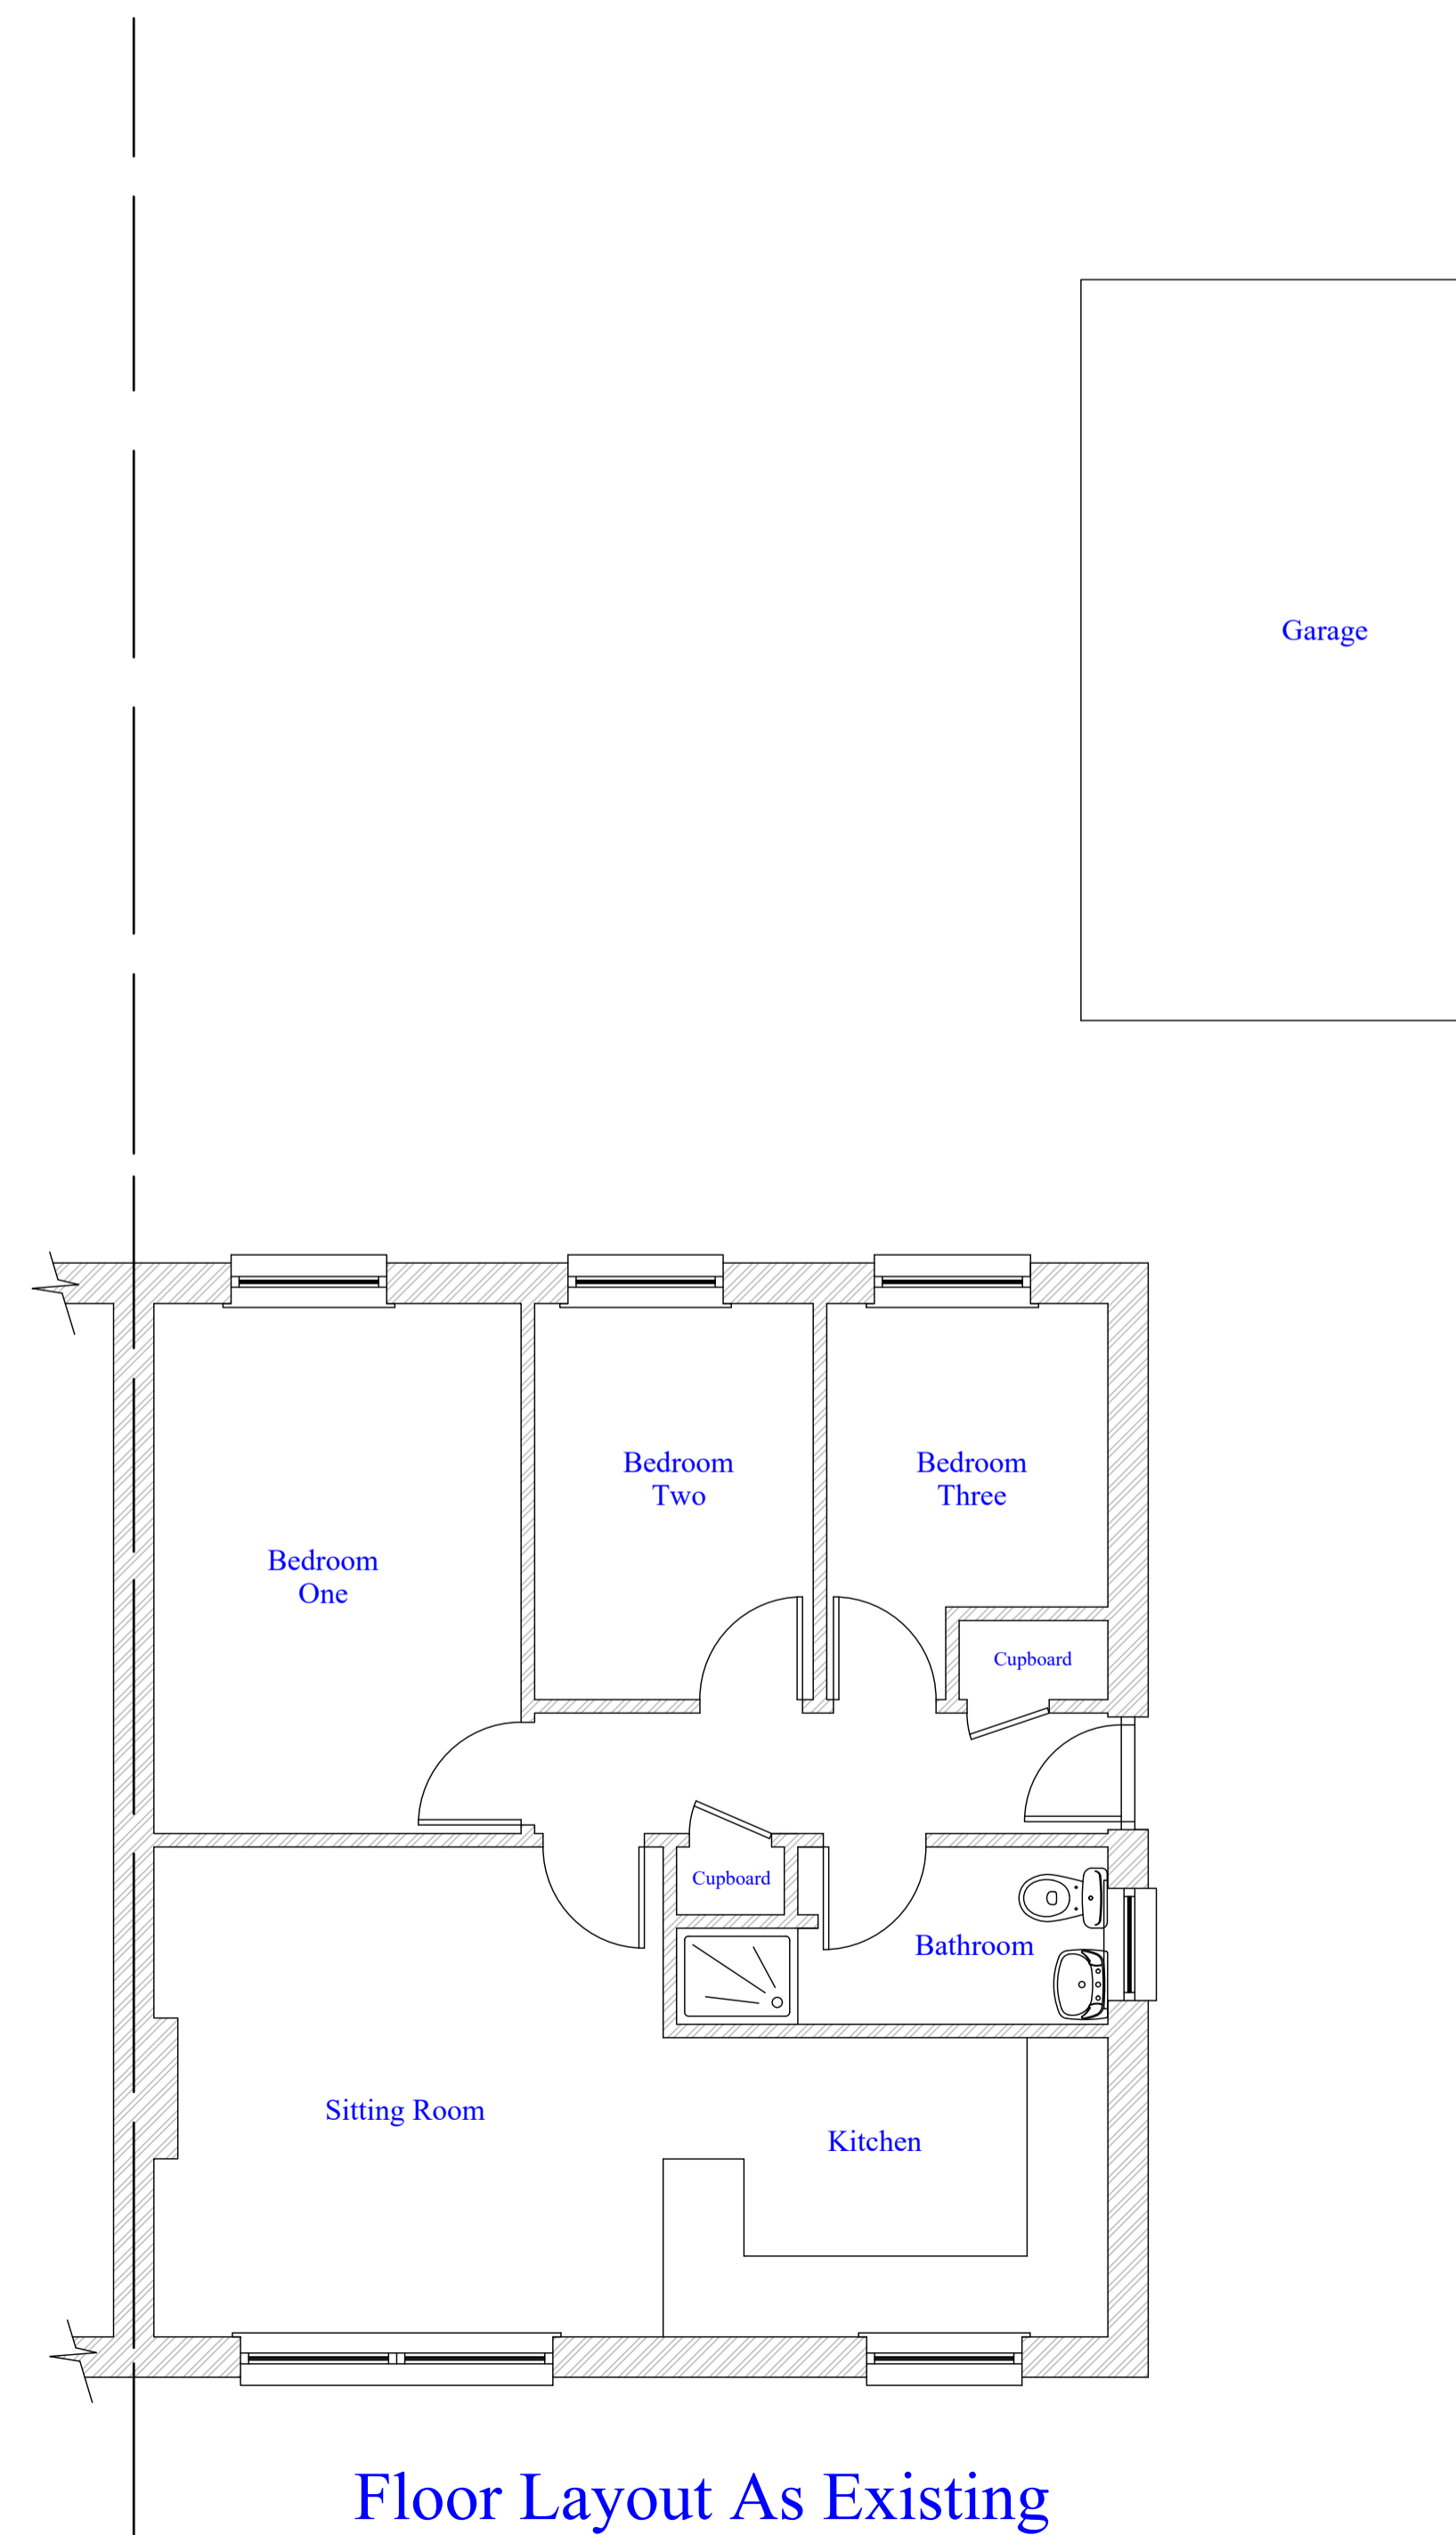 Garage
Bedroom
Two
Bedroom
Three
Bedroom
One
Cupboard
Cupboard
Bathroom
Sitting Room
Kitchen
Floor Layout As Existing